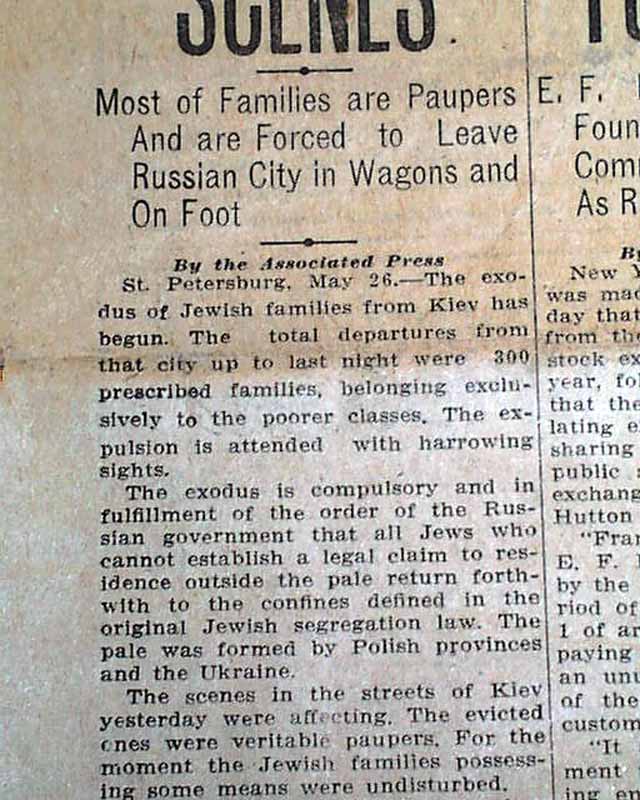 SCENES.
Most of Families are Paupers
And are Forced to Leave
Russian City in Wagons and
On Foot
By the Associated Press
St. Petersburg, May 26.—The exo-
dus of Jewish families from Kiev has
begun. The total departures from
that city up to last night were 300
prescribed families, belonging exclu-
sively to the poorer classes. The ex-
pulsion is attended with harrowing
sights.
The exodus is compulsory and in
fulfillment of the order of the Rus-
sian government that all Jews who
cannot establish a legal claim to res-
idence outside the pale return forth-
with to the confines defined in the
original Jewish segregation law. The
pale was formed by Polish provinces
and the Ukraine.
The scenes in the streets of Kiev
yesterday were affecting. The evicted
ones were veritable paupers. For the
moment the Jewish families possess-
ing some means were undisturbed.
E. F.
Foun
Com
As R
By
New Y
was mad
day that
from the
stock ex
year, fo
that the
lating e
sharing
public s
exchang
Hutton
"Fran
E. F. H
by the
riod of
1 of ar
paying
an unu
of the
custom
"It
ment
ing en